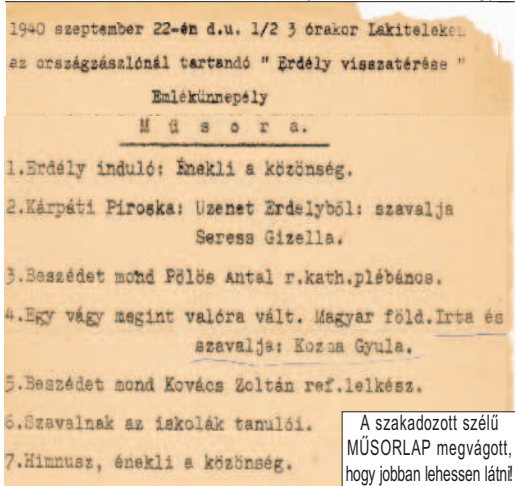 1940 szeptember 22-én d.u. 1/2 3 órakor Lakiteleken
az országzászlónál tartandó " Erdély visszatérése "
Emlékünnepély
M ű s o r a.
1.Erdély induló: Énekli a közönség.
2.Kárpáti Piroska: Uzenet Erdelyből: szavalja
Seress Gizella.
3.Beszédet mond Pölös Antal r.kath.plébános.
4.Egy vágy megint valóra vált. Magyar föld.Irta és
szavalja: Kozma Gyula.
5.Beszédet mond Kovács Zoltán ref.lelkész.
6.Szavalnak az iskolák tanulói.
7.Himnusz, énekli a közönség.
A szakadozott szélű
MŰSORLAP megvágott,
hogy jobban lehessen látni!